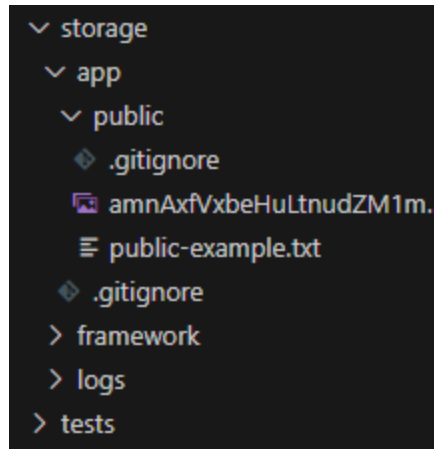 storage
app
public
.gitignore
amnAxfVxbeHuLtnudZM1m.
public-example.txt
.gitignore
framework
logs
tests